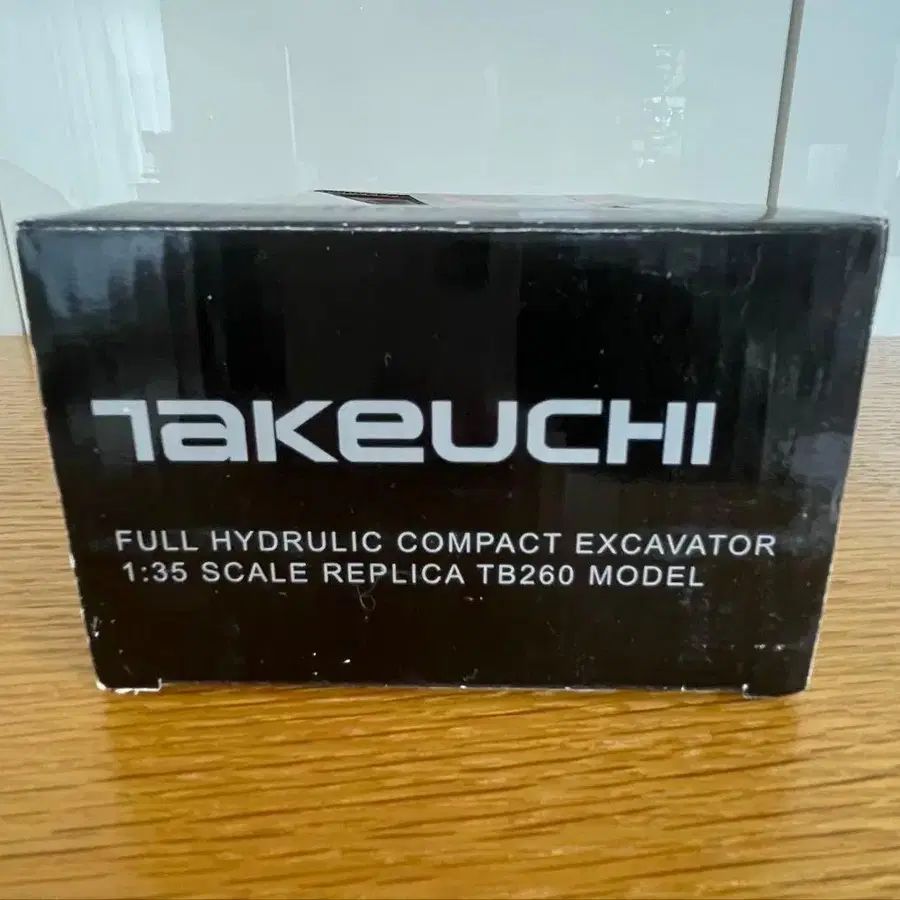 TAKEUCHI
FULL HYDRULIC COMPACT EXCAVATOR
1:35 SCALE REPLICA TB260 MODEL